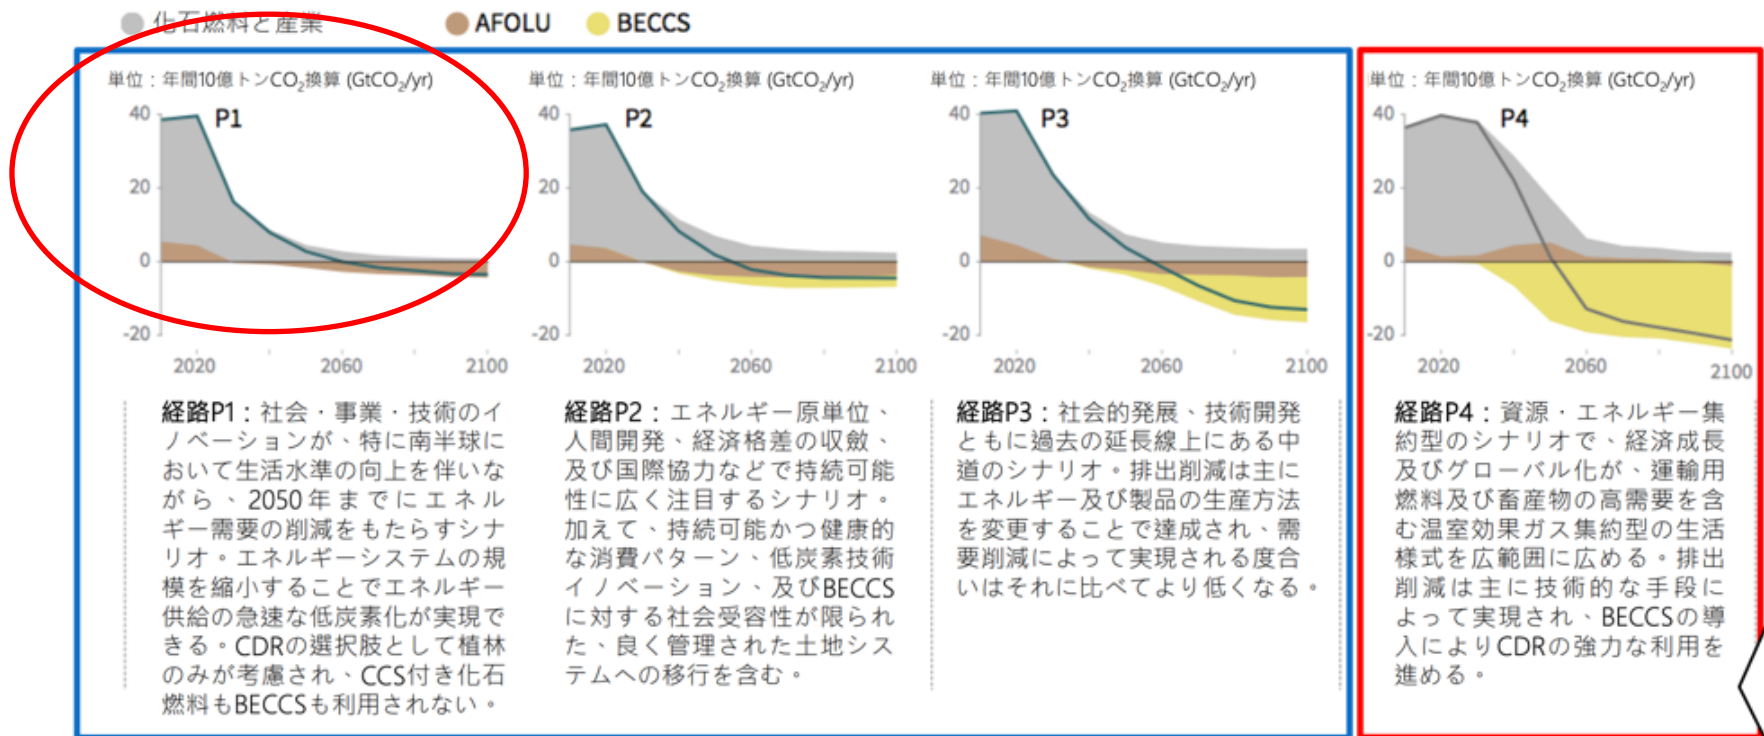 化石燃料と産業 AFOLU BECCS
単位：年間10億トンCO₂換算 (GtCO₂/yr)
40 P1
20
0
-20
2020 2060 2100
経路P1：社会・事業・技術のイ
ノベーションが、特に南半球に
おいて生活水準の向上を伴いな
がら、2050年までにエネル
ギー需要の削減をもたらすシナ
リオ。エネルギーシステムの規
模を縮小することでエネルギー
供給の急速な低炭素化が実現で
きる。CDRの選択肢として植林
のみが考慮され、CCS付き化石
燃料もBECCSも利用されない。
単位：年間10億トンCO₂換算 (GtCO₂/yr)
40 P2
20
0
-20
2020 2060 2100
経路P2：エネルギー原単位、
人間開発、経済格差の収斂、
及び国際協力などで持続可能
性に広く注目するシナリオ。
加えて、持続可能かつ健康的
な消費パターン、低炭素技術
イノベーション、及びBECCS
に対する社会受容性が限られ
た、良く管理された土地シス
テムへの移行を含む。
単位：年間10億トンCO₂換算 (GtCO₂/yr)
40 P3
20
0
-20
2020 2060 2100
経路P3：社会的発展、技術開発
ともに過去の延長線上にある中
道のシナリオ。排出削減は主に
エネルギー及び製品の生産方法
を変更することで達成され、需
要削減によって実現される度合
いはそれに比べてより低くなる。
単位：年間10億トンCO₂換算 (GtCO₂/yr)
40 P4
20
0
-20
2020 2060 2100
経路P4：資源・エネルギー集
約型のシナリオで、経済成長
及びグローバル化が、運輸用
燃料及び畜産物の高需要を含
む温室効果ガス集約型の生活
様式を広範囲に広める。排出
削減は主に技術的な手段に
よって実現され、BECCSの導
入によりCDRの強力な利用を
進める。